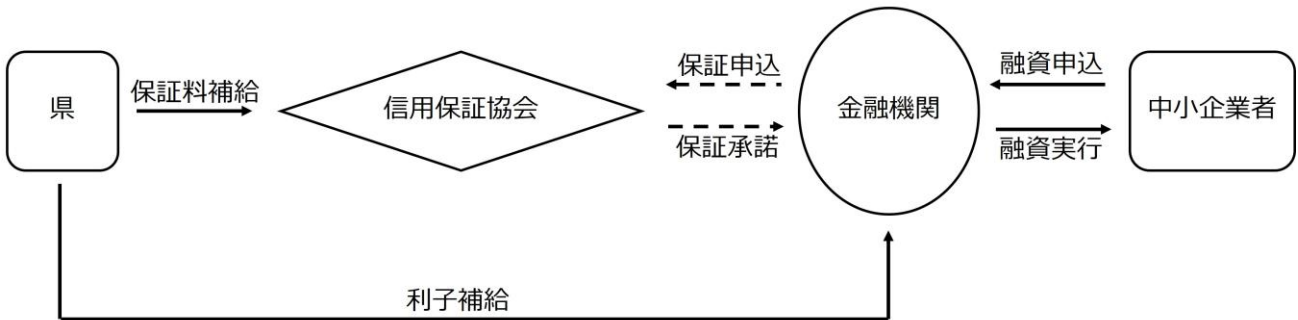 県
保証料補給
信用保証協会
保証申込
保証承諾
金融機関
融資申込
融資実行
中小企業者
利子補給